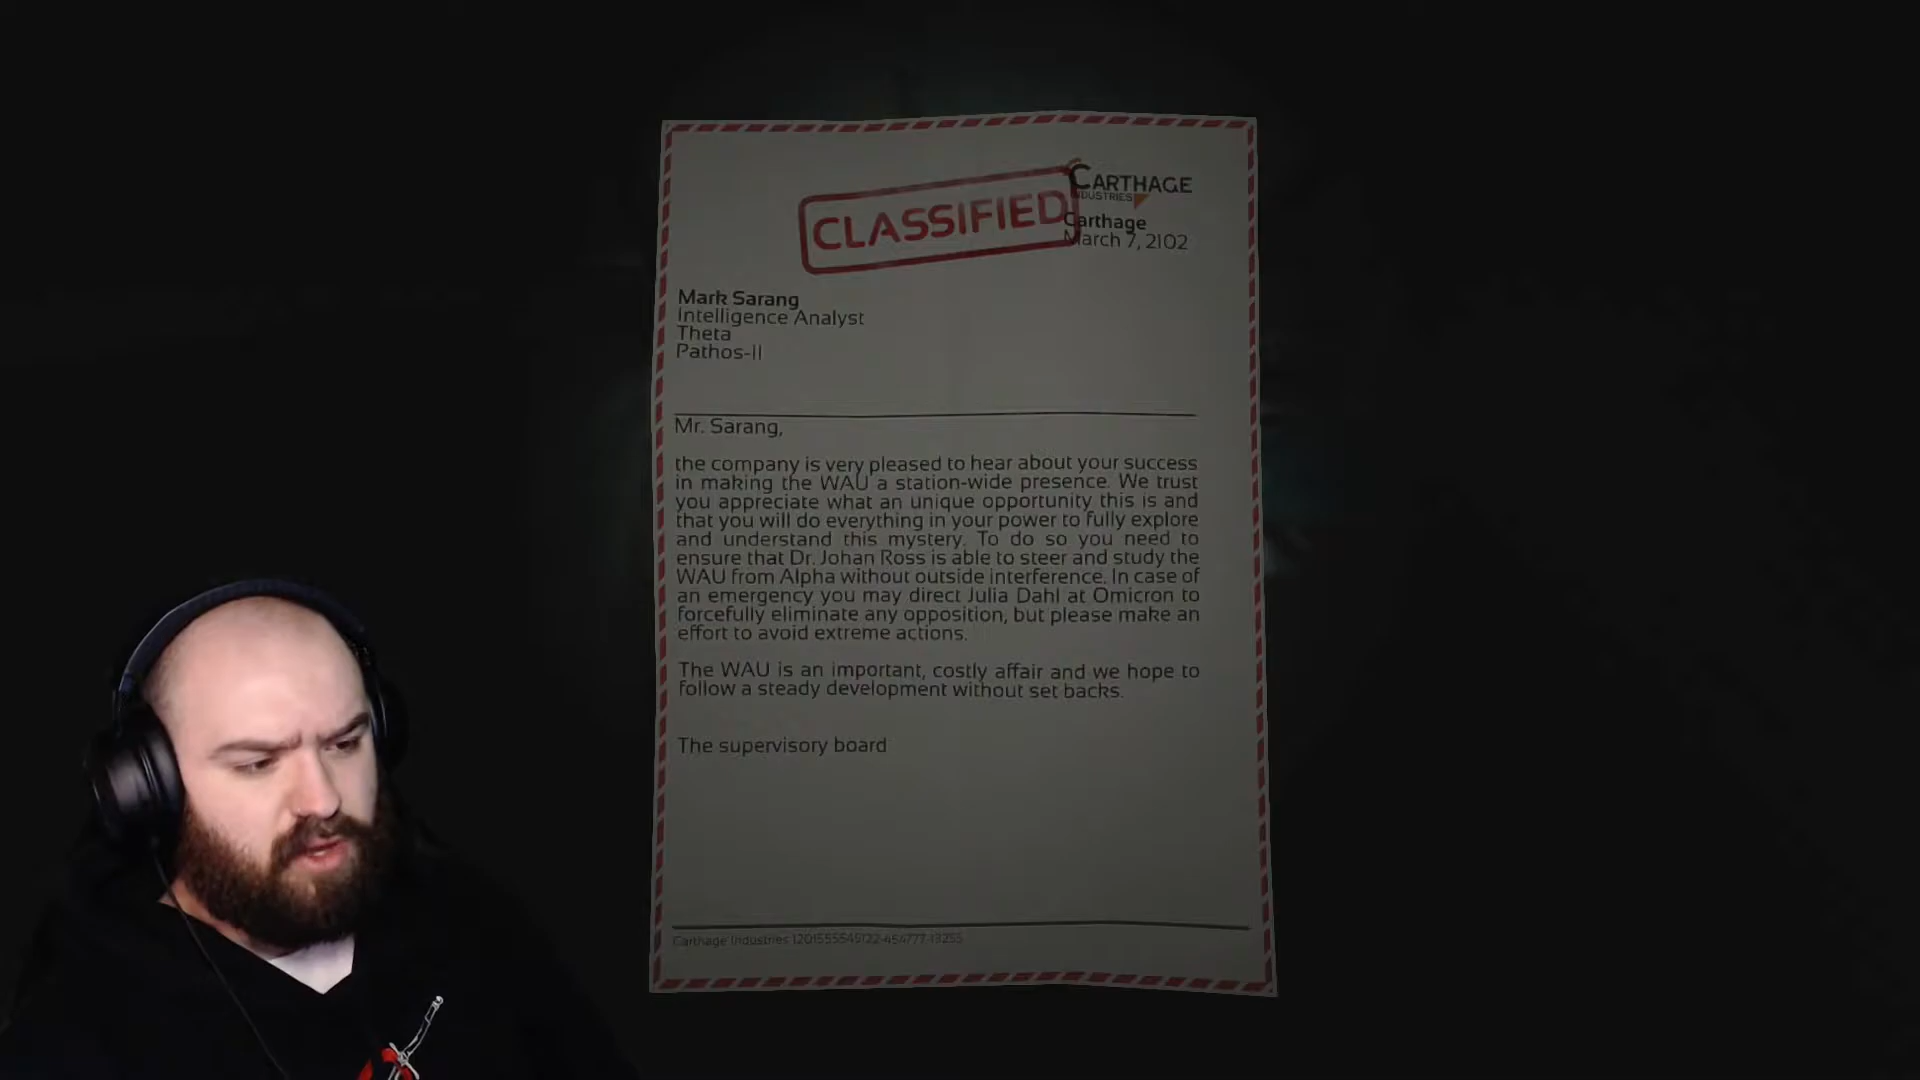 CLASSIFIED
CARTHAGE
INDUSTRIES
Carthage
March 7, 2102
Mark Sarang
Intelligence Analyst
Theta
Pathos-II
Mr. Sarang,
the company is very pleased to hear about your success
in making the WAU a station-wide presence. We trust
you appreciate what an unique opportunity this is and
that you will do everything in your power to fully explore
and understand this mystery. To do so you need to
ensure that Dr. Johan Ross is able to steer and study the
WAU from Alpha without outside interference. In case of
an emergency you may direct Julia Dahl at Omicron to
forcefully eliminate any opposition, but please make an
effort to avoid extreme actions.
The WAU is an important, costly affair and we hope to
follow a steady development without set backs.
The supervisory board
Carthage Industries